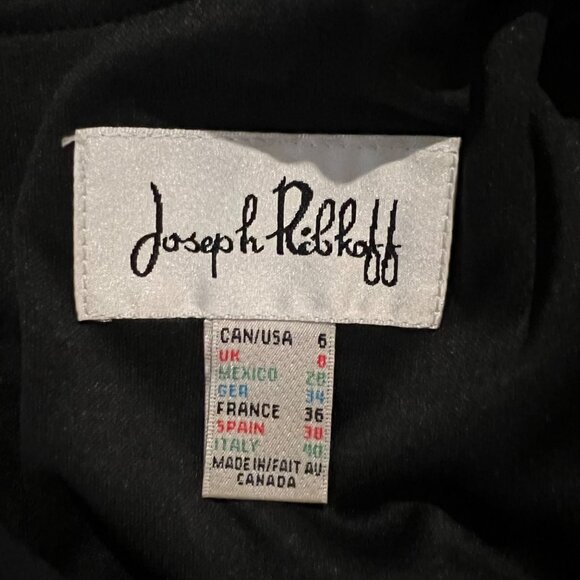 Joseph Ribkoff
CAN/USA 6
UK 8
MEXICO 28
GER 34
FRANCE 36
SPAIN 38
ITALY 40
MADE IN/FAIT AU
CANADA